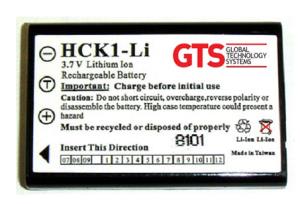 HCK1-Li
GTS GLOBAL TECHNOLOGY SYSTEMS
3.7 V Lithium Ion
Rechargeable Battery
Important: Charge before initial use
Caution: Do not short circuit, overcharge,reverse polarity or
disassemble the battery. High case temperature could present a
hazard
Must be recycled or disposed of properly
8101
Li-Ion Li-Ion
Insert This Direction
Made in Taiwan
07 08 09 1 2 3 4 5 6 7 8 9 10 11 12